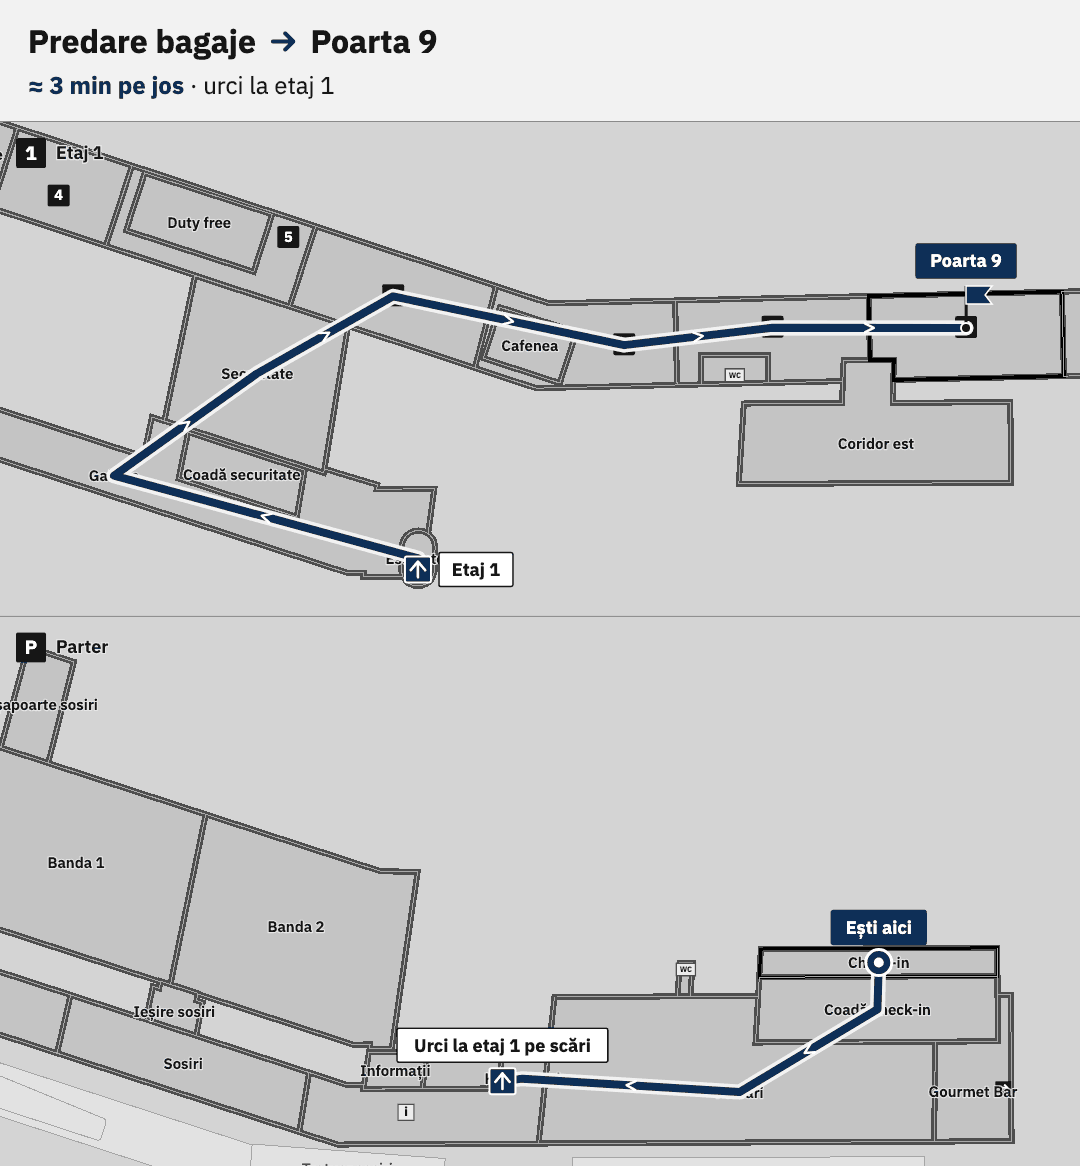 Predare bagaje → Poarta 9
≈ 3 min pe jos · urci la etaj 1
1 Etaj 1
4
Duty free
5
Poarta 9
Cafenea
WC
Coridor est
Coadă securitate
Etaj 1
P Parter
sapoarte sosiri
Banda 1
Banda 2
Ești aici
WC
Ieșire sosiri
Urci la etaj 1 pe scări
Sosiri
Informații
i
Gourmet Bar